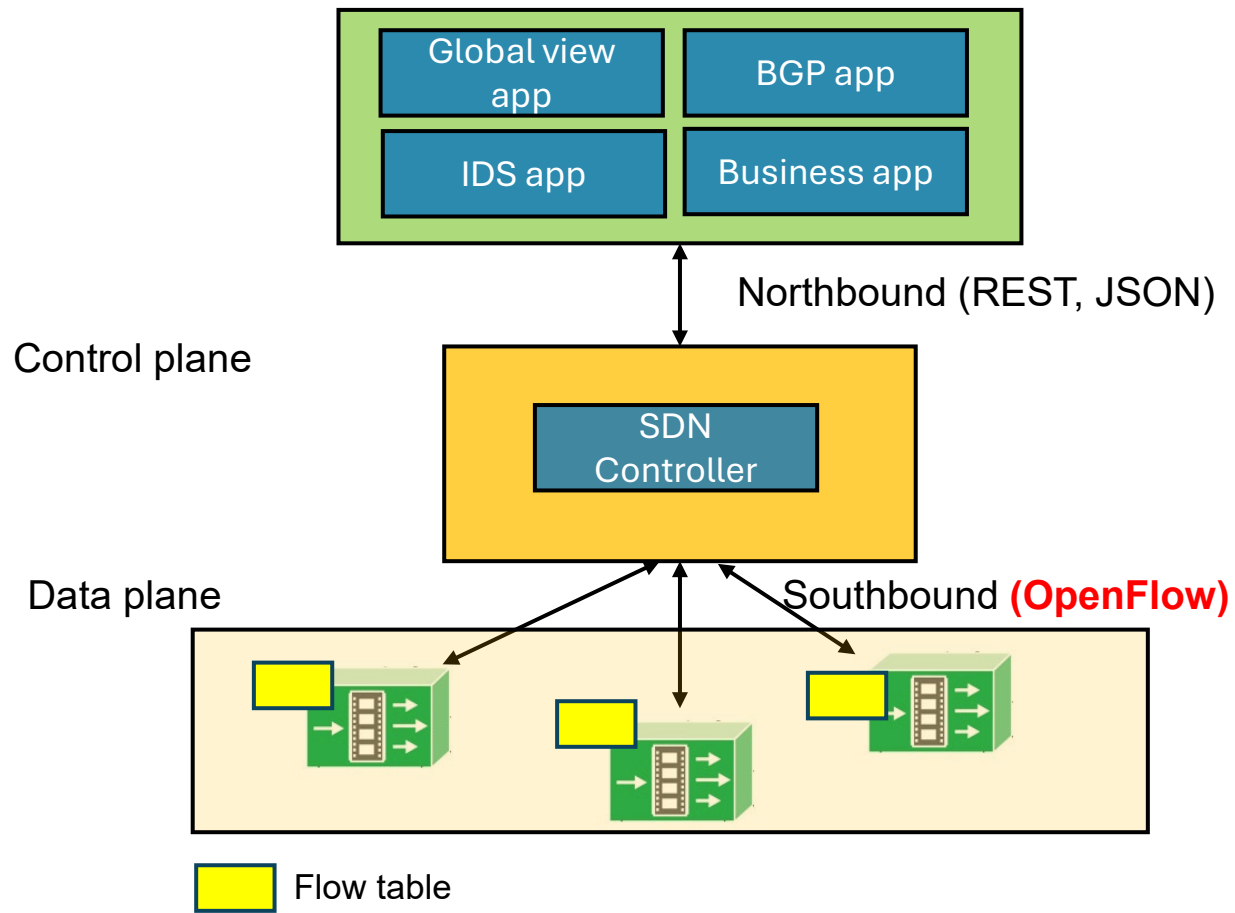 Global view
app
BGP app
IDS app
Business app
Northbound (REST, JSON)
Control plane
SDN
Controller
Data plane
Southbound (OpenFlow)
Flow table